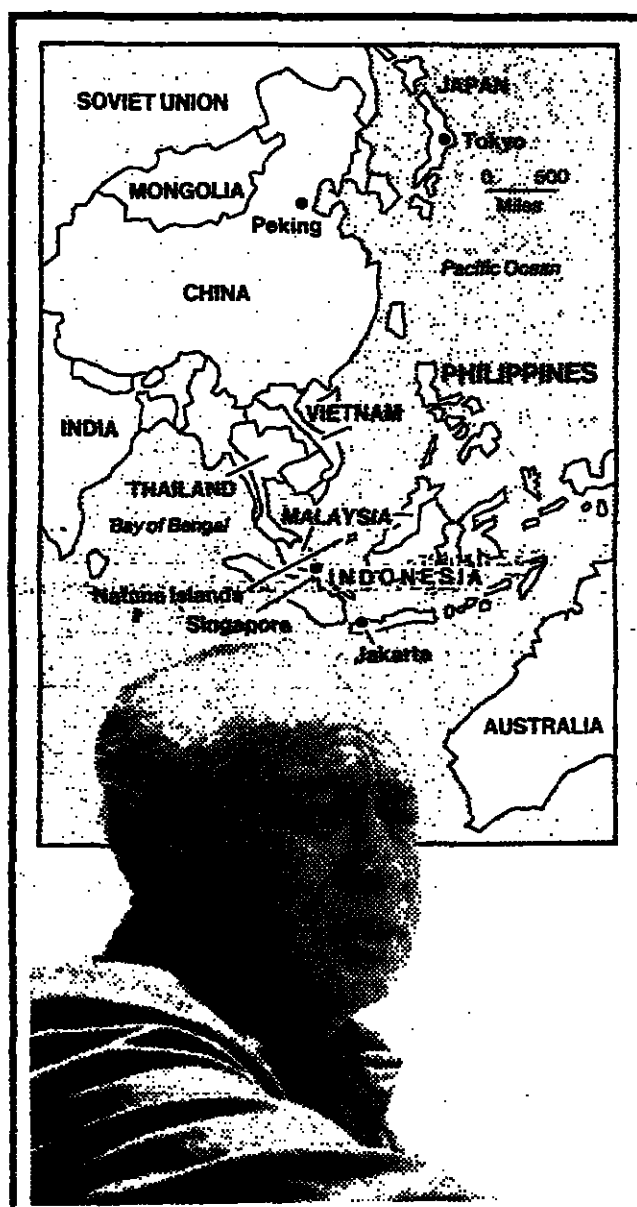 SOVIET UNION
JAPAN
Tokyo
0 500
Miles
MONGOLIA
Peking
Pacific Ocean
CHINA
PHILIPPINES
INDIA
VIETNAM
THAILAND
Bay of Bengal
MALAYSIA
INDONESIA
Natuna Islands
Singapore
Jakarta
AUSTRALIA